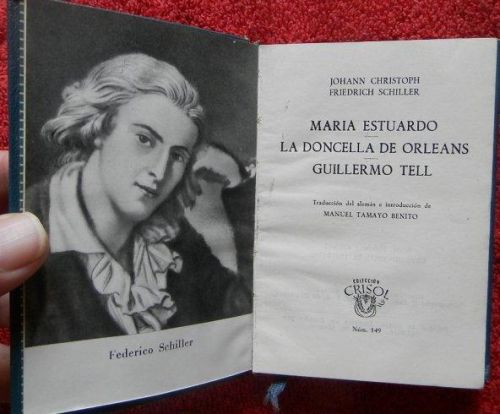 Federico Schiller
JOHANN CHRISTOPH
FRIEDRICH SCHILLER
MARIA ESTUARDO
LA DONCELLA DE ORLEANS
GUILLERMO TELL
Traducción del alemán e introducción de
MANUEL TAMAYO BENITO
COLECCIÓN
CRISOL
Núm. 149